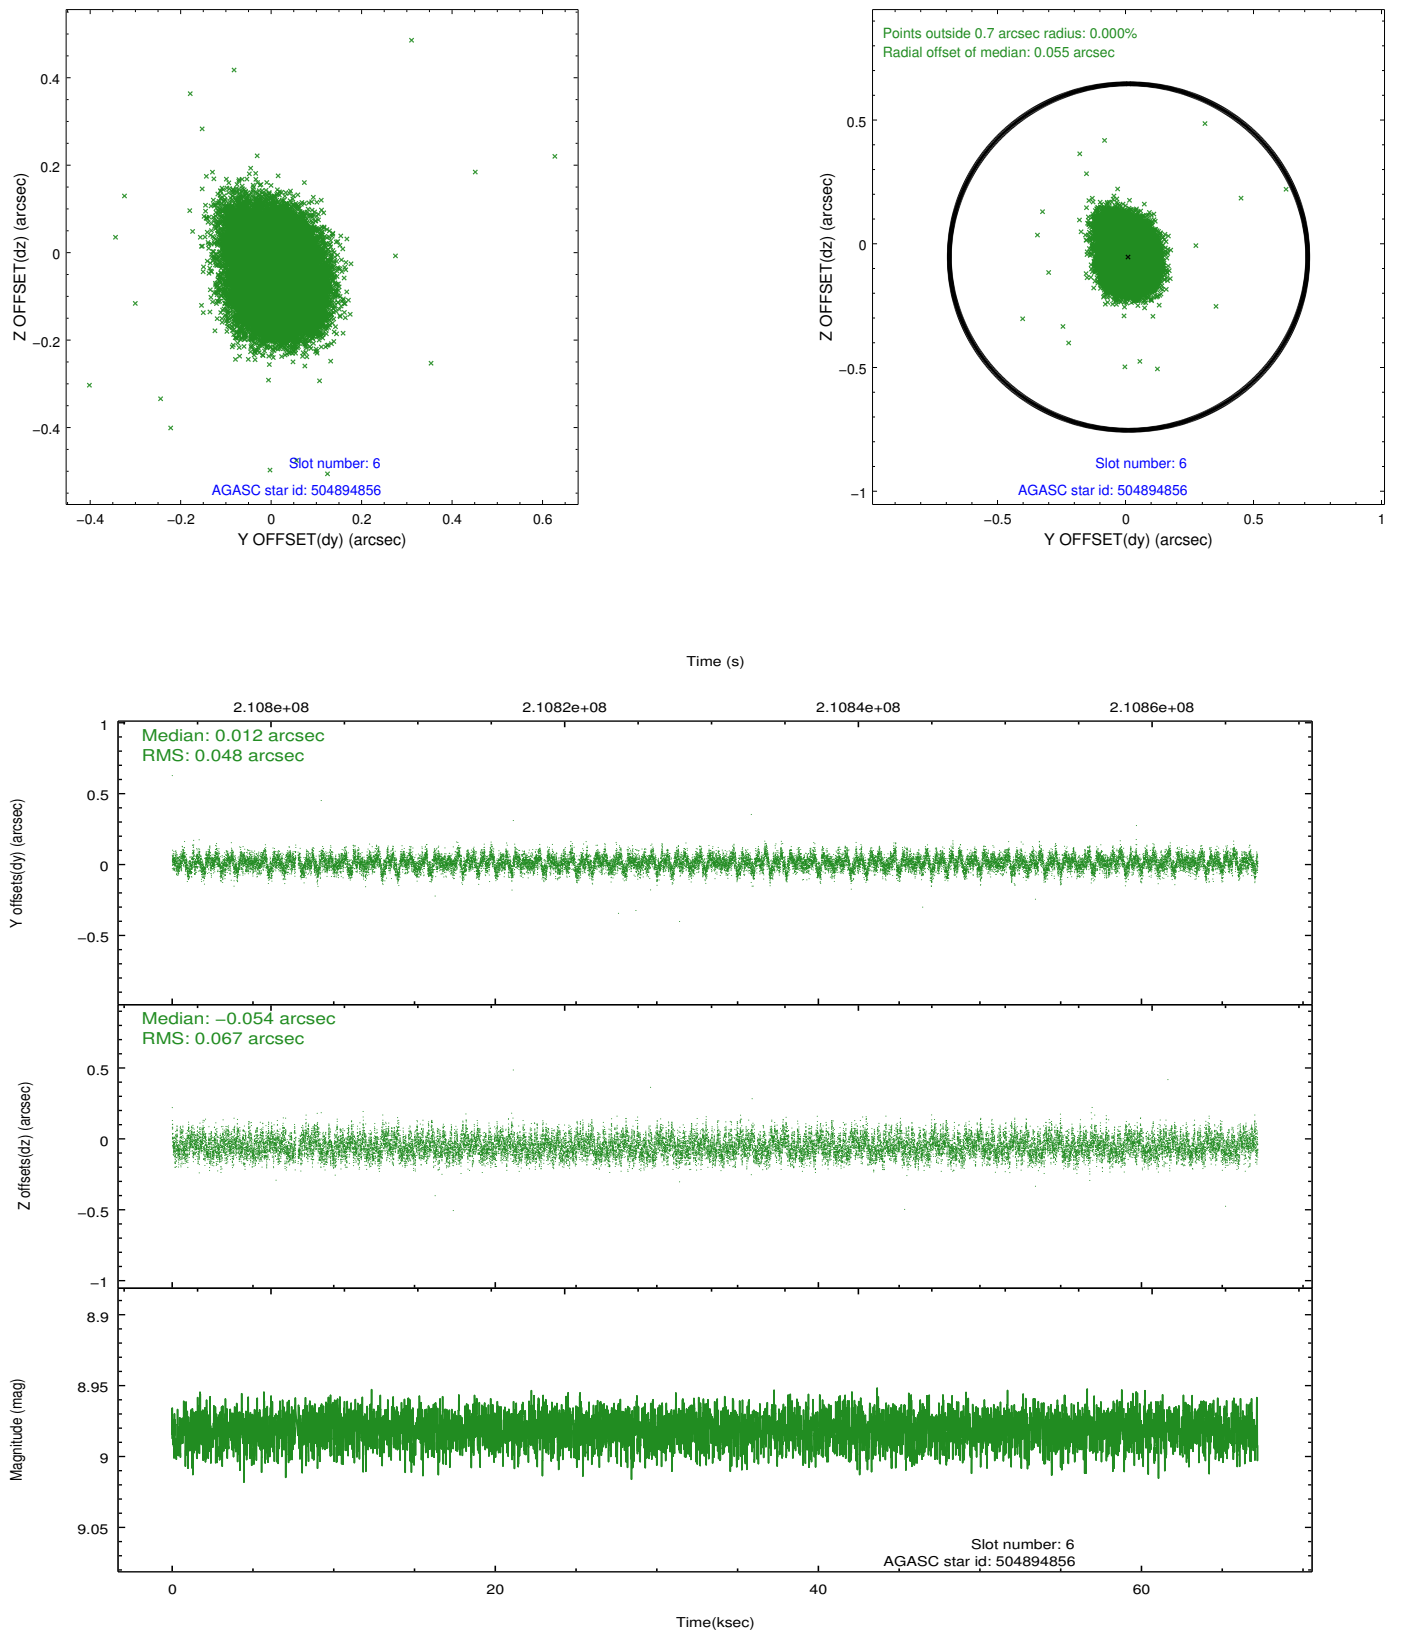 0.4
0.2
0
−0.2
−0.4
Z OFFSET(dz) (arcsec)
Slot number: 6
AGASC star id: 504894856
−0.4 −0.2 0 0.2 0.4 0.6
Y OFFSET(dy) (arcsec)
Points outside 0.7 arcsec radius: 0.000%
Radial offset of median: 0.055 arcsec
0.5
0
−0.5
−1
Z OFFSET(dz) (arcsec)
Slot number: 6
AGASC star id: 504894856
−0.5 0 0.5 1
Y OFFSET(dy) (arcsec)
Time (s)
2.108e+08 2.1082e+08 2.1084e+08 2.1086e+08
Median: 0.012 arcsec
RMS: 0.048 arcsec
1
0.5
0
−0.5
Y offsets(dy) (arcsec)
Median: −0.054 arcsec
RMS: 0.067 arcsec
0.5
0
−0.5
−1
Z offsets(dz) (arcsec)
8.9
8.95
9
9.05
Magnitude (mag)
Slot number: 6
AGASC star id: 504894856
0 20 40 60
Time(ksec)